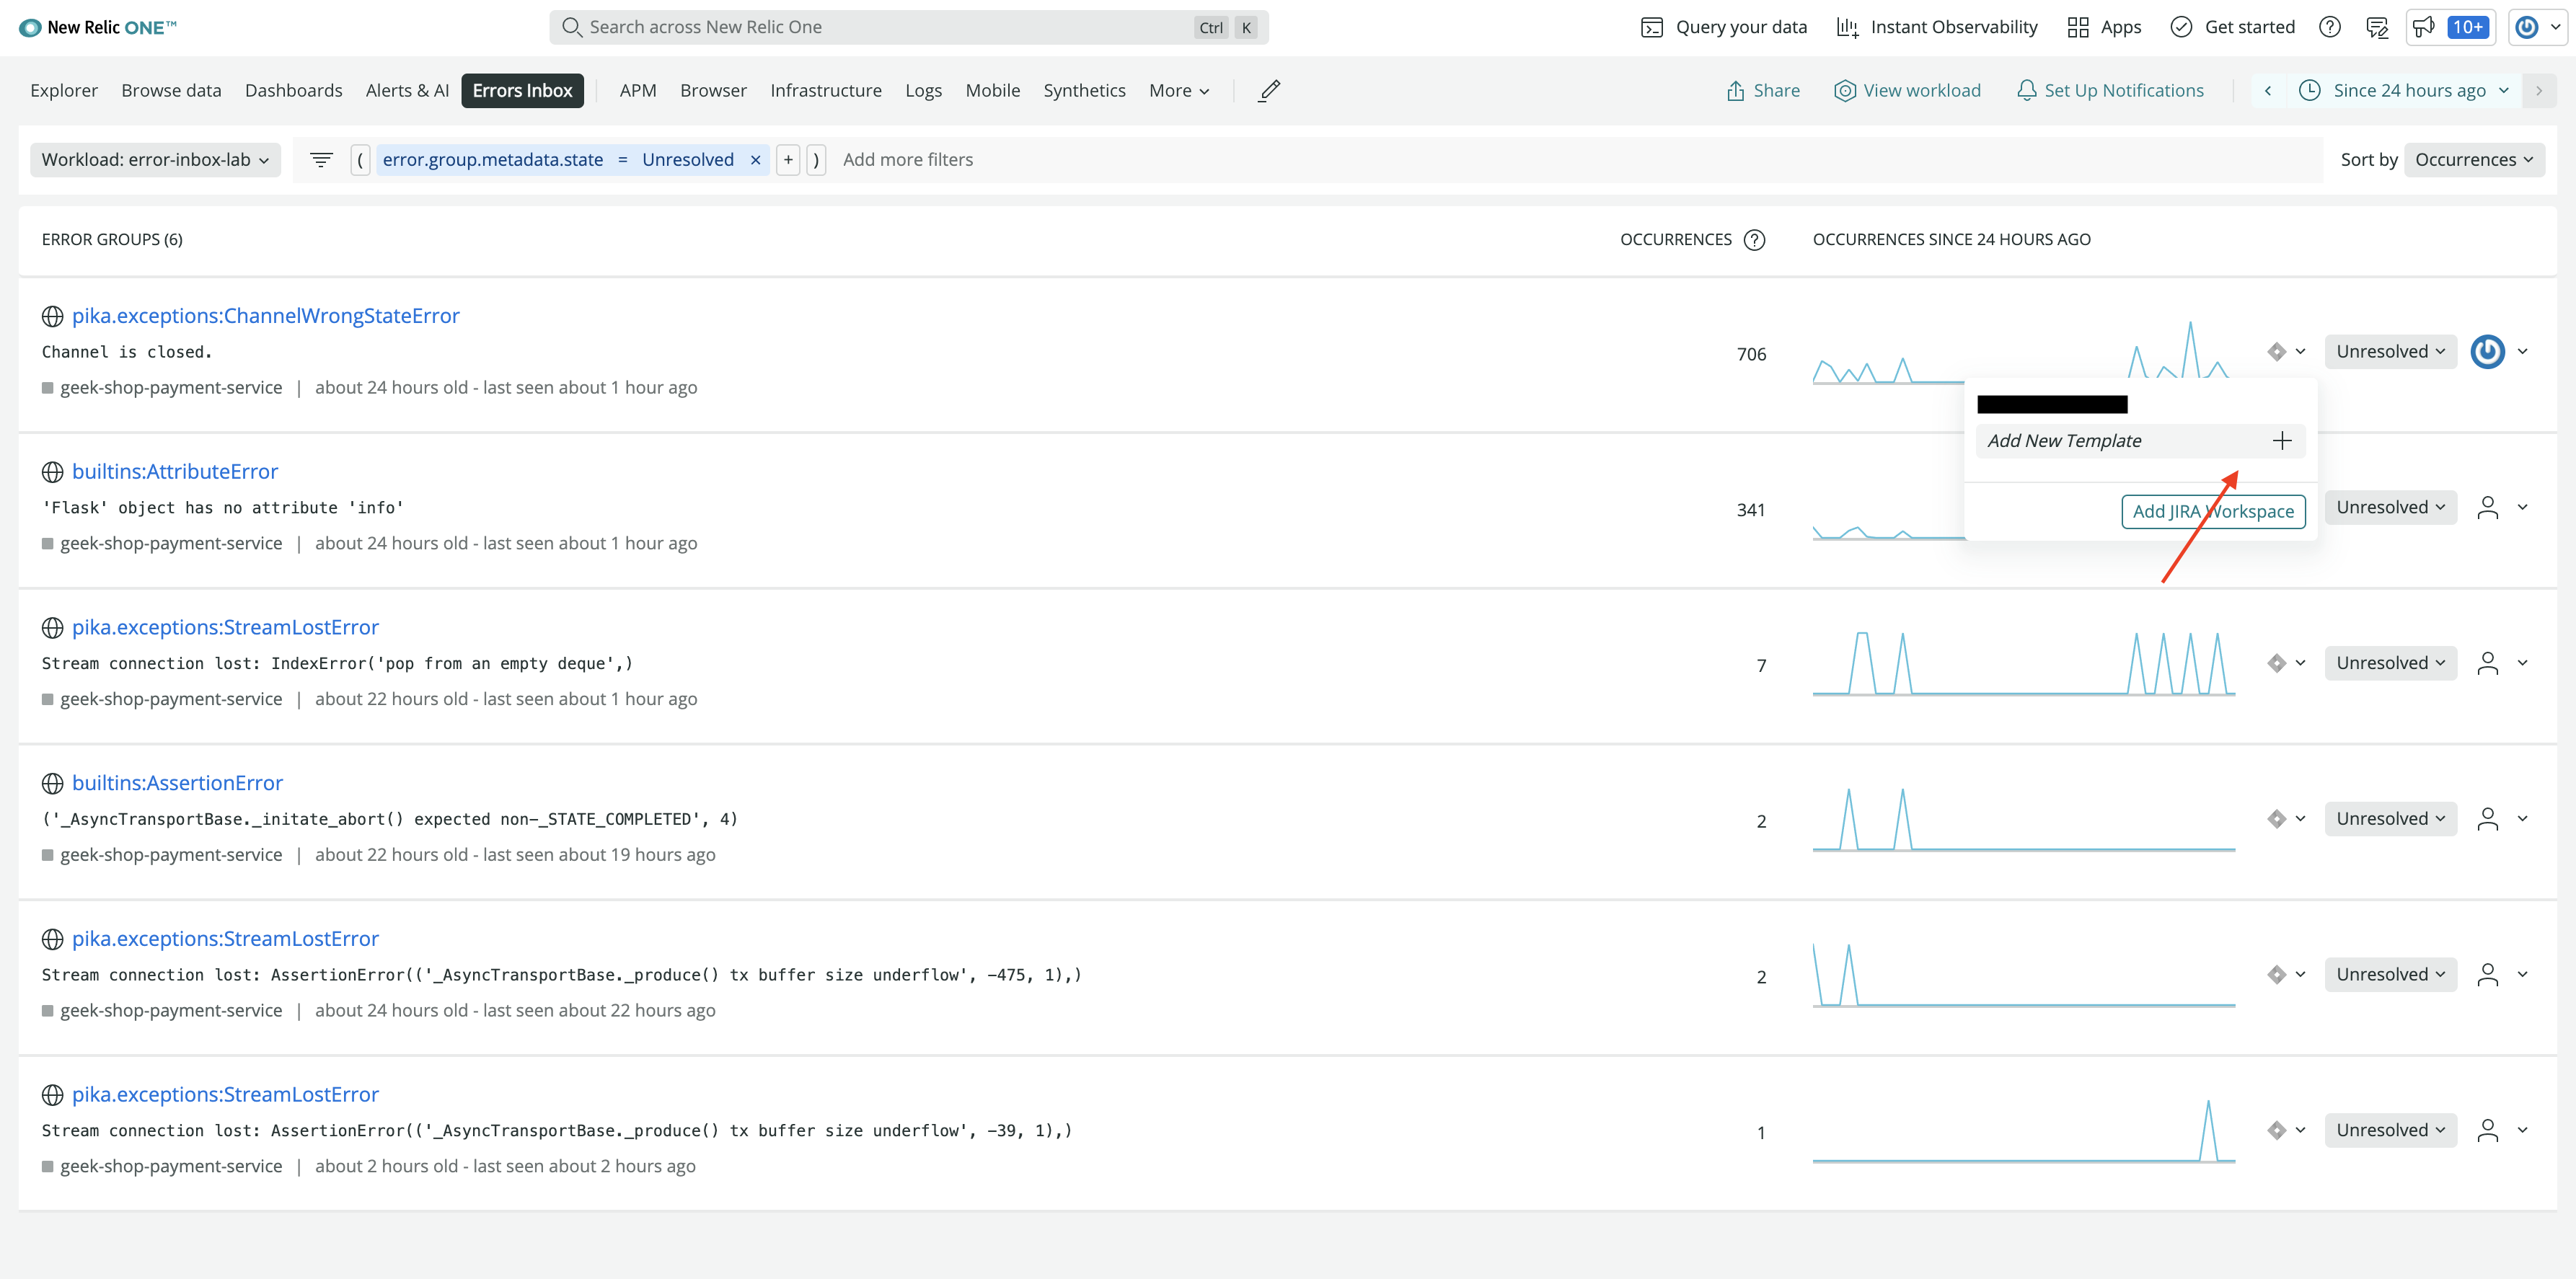 New Relic ONE™
Search across New Relic One Ctrl K
Query your data Instant Observability Apps Get started 10+
Explorer Browse data Dashboards Alerts & AI Errors Inbox APM Browser Infrastructure Logs Mobile Synthetics More
Share View workload Set Up Notifications Since 24 hours ago
Workload: error-inbox-lab ( error.group.metadata.state = Unresolved × + ) Add more filters
Sort by Occurrences
ERROR GROUPS (6) OCCURRENCES ? OCCURRENCES SINCE 24 HOURS AGO
pika.exceptions:ChannelWrongStateError
Channel is closed.
706
Unresolved
geek-shop-payment-service | about 24 hours old - last seen about 1 hour ago
Add New Template +
Add JIRA Workspace
builtins:AttributeError
'Flask' object has no attribute 'info'
341
Unresolved
geek-shop-payment-service | about 24 hours old - last seen about 1 hour ago
pika.exceptions:StreamLostError
Stream connection lost: IndexError('pop from an empty deque',)
7
Unresolved
geek-shop-payment-service | about 22 hours old - last seen about 1 hour ago
builtins:AssertionError
('_AsyncTransportBase._initate_abort() expected non-_STATE_COMPLETED', 4)
2
Unresolved
geek-shop-payment-service | about 22 hours old - last seen about 19 hours ago
pika.exceptions:StreamLostError
Stream connection lost: AssertionError(('_AsyncTransportBase._produce() tx buffer size underflow', -475, 1),)
2
Unresolved
geek-shop-payment-service | about 24 hours old - last seen about 22 hours ago
pika.exceptions:StreamLostError
Stream connection lost: AssertionError(('_AsyncTransportBase._produce() tx buffer size underflow', -39, 1),)
1
Unresolved
geek-shop-payment-service | about 2 hours old - last seen about 2 hours ago